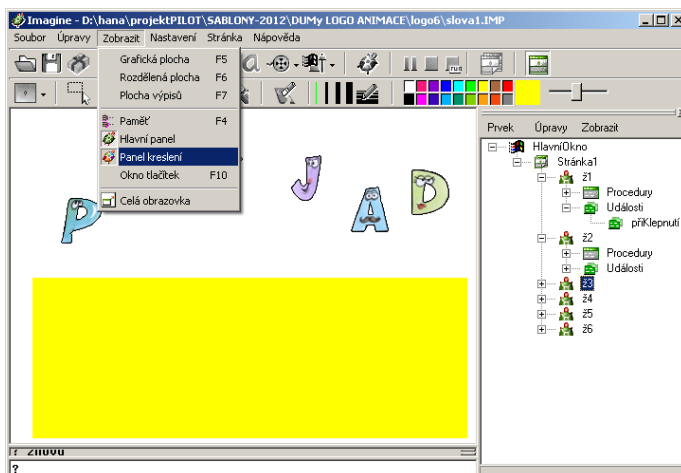 Imagine - D:\hana\projektPILOT\SABLONY-2012\DUMy LOGO ANIMACE\logo6\slova1.IMP
Soubor Úpravy Zobrazit Nastavení Stránka Nápověda
Grafická plocha F5
Rozdělená plocha F6
Plocha výpisů F7
Paměť F4
Hlavní panel
Panel kreslení
Okno tlačítek F10
Celá obrazovka
run
P J A D
Prvek Úpravy Zobrazit
HlavníOkno
Stránka1
ž1
Procedury
Události
přiKlepnutí
ž2
Procedury
Události
ž3
ž4
ž5
ž6
? znovu
?